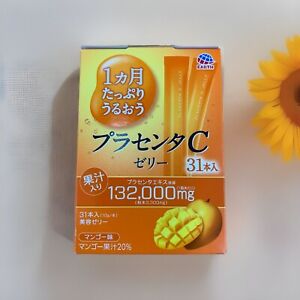 EARTH
1ヵ月
たっぷり
うるおう
プラセンタC
ゼリー
31本入
果汁
入り
プラセンタエキス
132,000mg
31本入(10g/本)
美容ゼリー
マンゴー味
マンゴー果汁20%